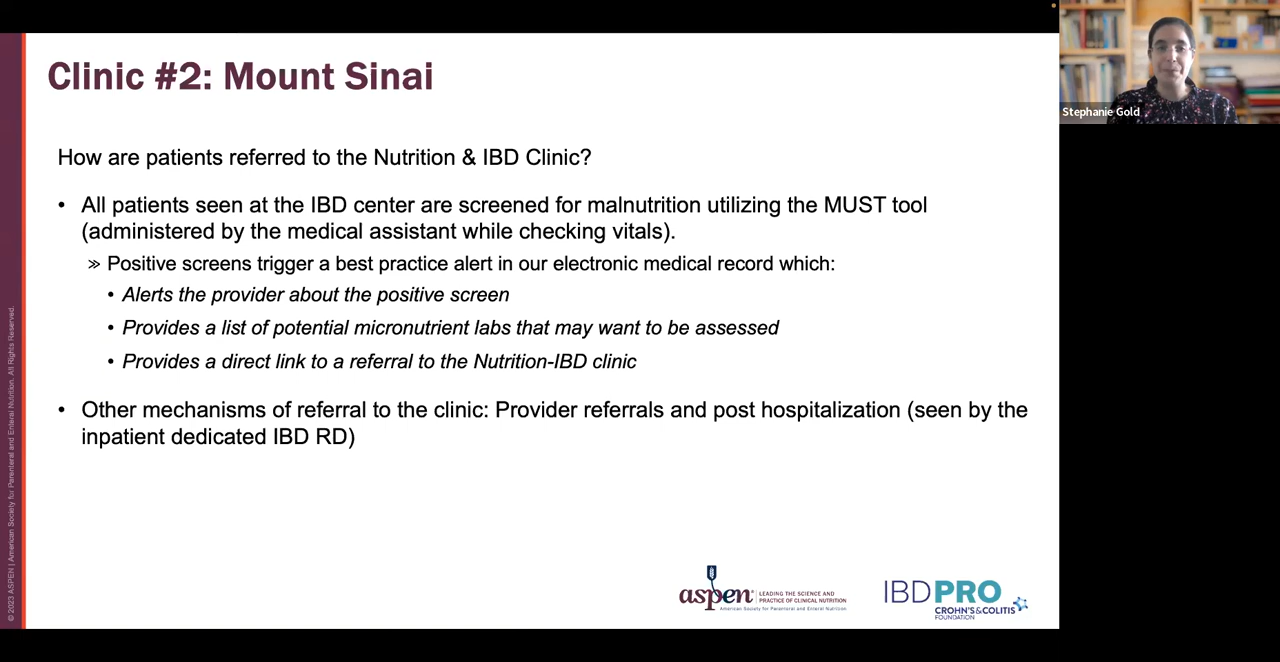 Clinic #2: Mount Sinai
Stephanie Gold
How are patients referred to the Nutrition & IBD Clinic?
• All patients seen at the IBD center are screened for malnutrition utilizing the MUST tool
(administered by the medical assistant while checking vitals).
» Positive screens trigger a best practice alert in our electronic medical record which:
• Alerts the provider about the positive screen
• Provides a list of potential micronutrient labs that may want to be assessed
• Provides a direct link to a referral to the Nutrition-IBD clinic
• Other mechanisms of referral to the clinic: Provider referrals and post hospitalization (seen by the
inpatient dedicated IBD RD)
© 2023 ASPEN | American Society for Parenteral and Enteral Nutrition. All Rights Reserved.
aspen®
LEADING THE SCIENCE AND
PRACTICE OF CLINICAL NUTRITION
American Society for Parenteral and Enteral Nutrition
IBDPRO
CROHN'S&COLITIS
FOUNDATION